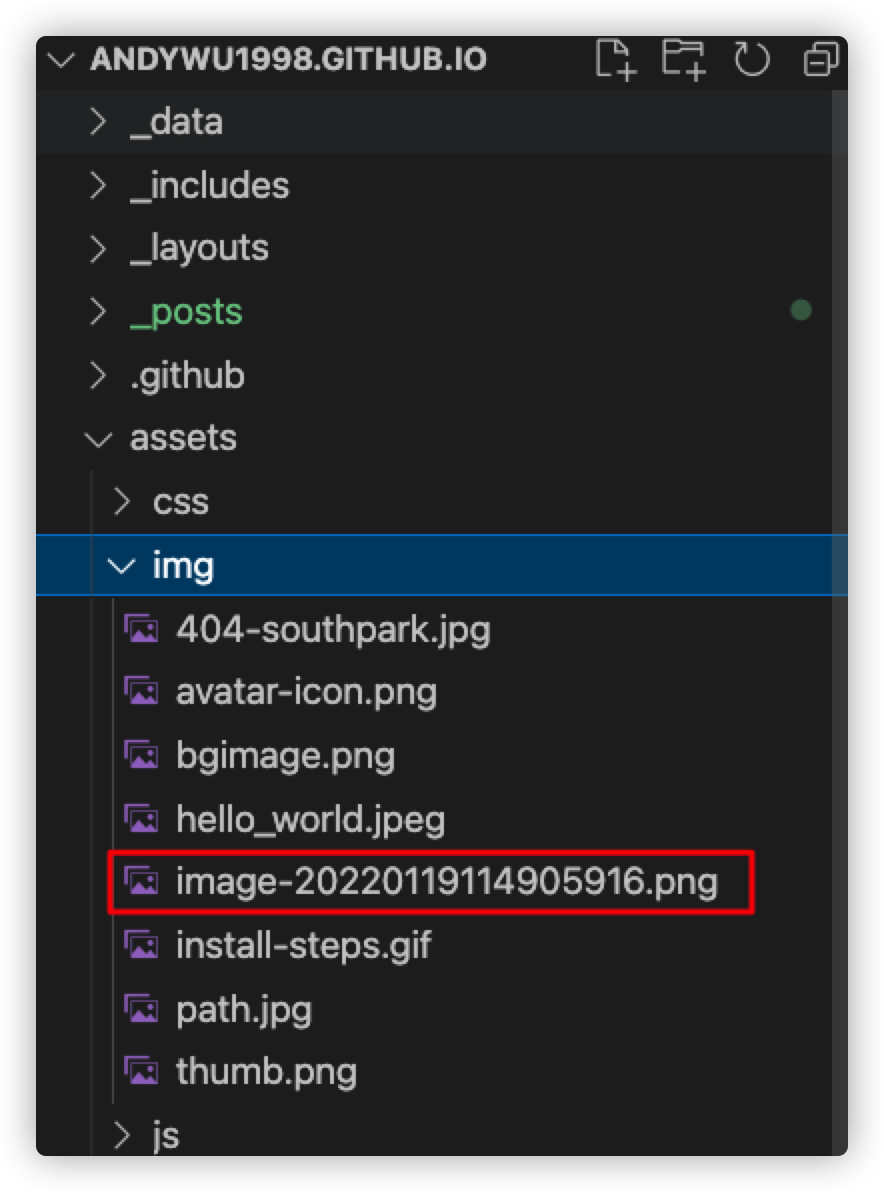 ANDYWU1998.GITHUB.IO
_data
_includes
_layouts
_posts
.github
assets
css
img
404-southpark.jpg
avatar-icon.png
bgimage.png
hello_world.jpeg
image-20220119114905916.png
install-steps.gif
path.jpg
thumb.png
js